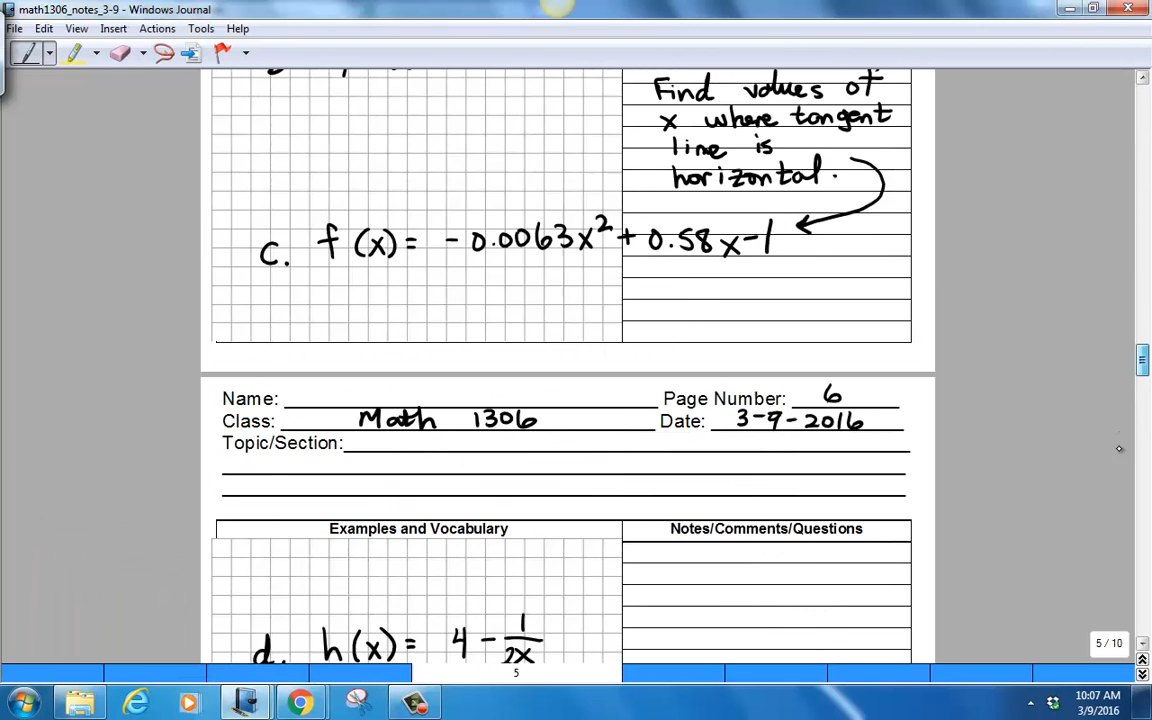 math1306_notes_3-9 - Windows Journal
File Edit View Insert Actions Tools Help
Find values of
x where tangent
line is
horizontal.
c. f(x) = -0.0063x² + 0.58x-1
Name:
Page Number: 6
Class: Math 1306
Date: 3-9-2016
Topic/Section:
Examples and Vocabulary
Notes/Comments/Questions
d. h(x) = 4 - 1/2x
5 / 10
5
10:07 AM
3/9/2016